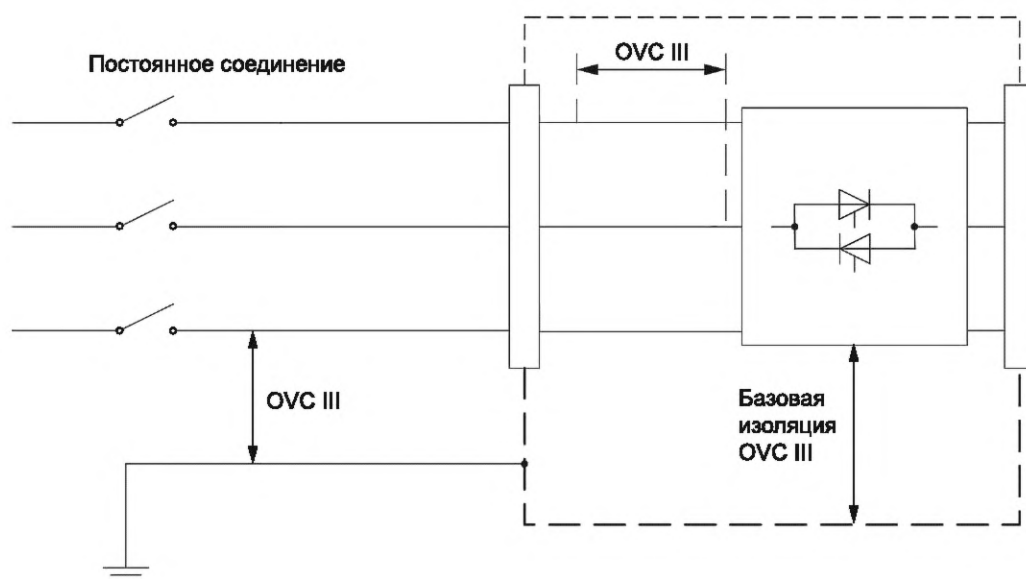 OVC III
Постоянное соединение
OVC III
Базовая
изоляция
OVC III